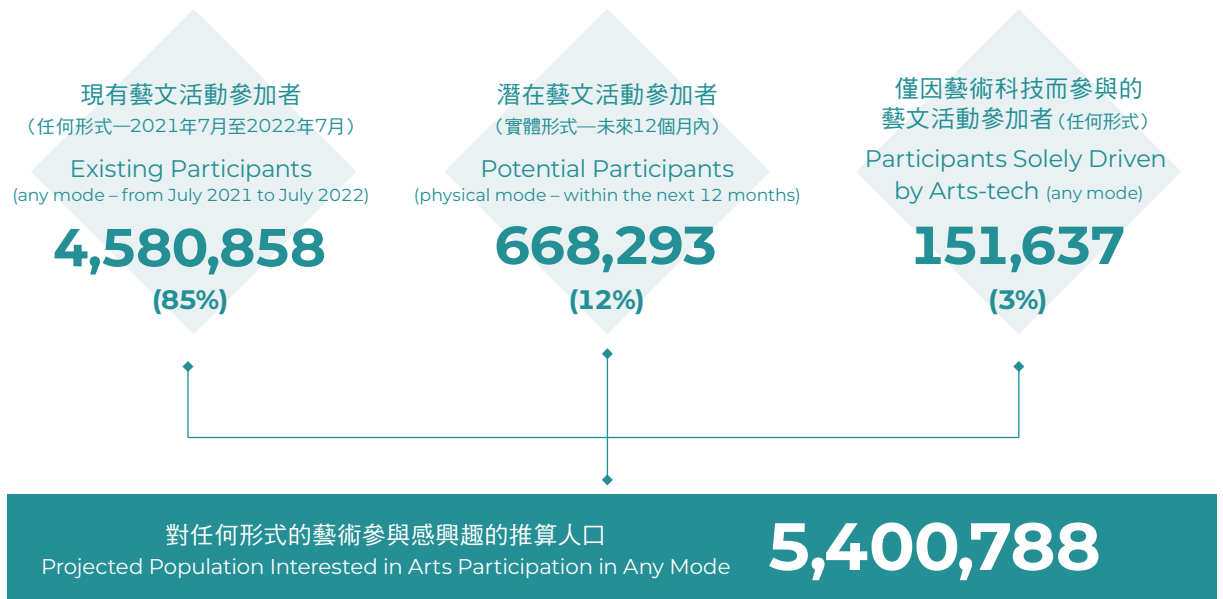 現有藝文活動參加者
（任何形式—2021年7月至2022年7月）
Existing Participants
(any mode – from July 2021 to July 2022)
4,580,858
(85%)
潛在藝文活動參加者
（實體形式—未來12個月內）
Potential Participants
(physical mode – within the next 12 months)
668,293
(12%)
僅因藝術科技而參與的
藝文活動參加者（任何形式）
Participants Solely Driven
by Arts-tech (any mode)
151,637
(3%)
對任何形式的藝術參與感興趣的推算人口
Projected Population Interested in Arts Participation in Any Mode
5,400,788